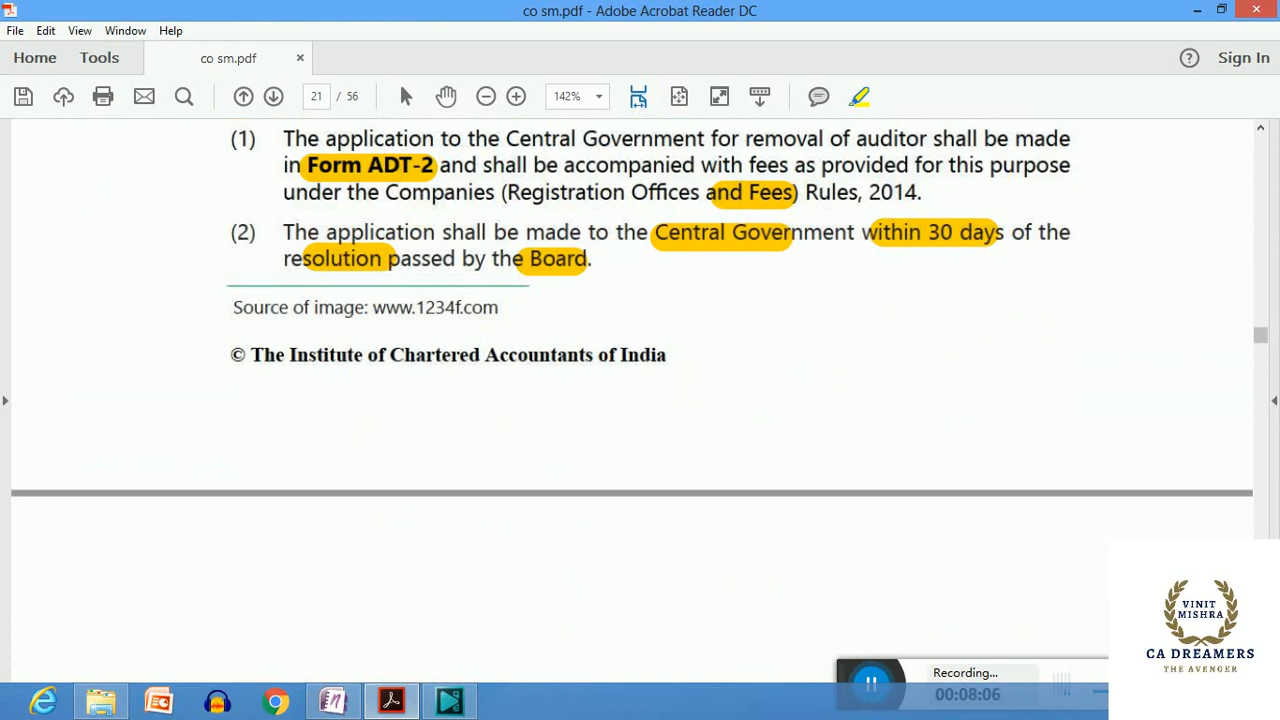 co sm.pdf - Adobe Acrobat Reader DC
File Edit View Window Help
Home Tools co sm.pdf × ? Sign In
21 / 56 142%
(1) The application to the Central Government for removal of auditor shall be made
in Form ADT-2 and shall be accompanied with fees as provided for this purpose
under the Companies (Registration Offices and Fees) Rules, 2014.
(2) The application shall be made to the Central Government within 30 days of the
resolution passed by the Board.
Source of image: www.1234f.com
© The Institute of Chartered Accountants of India
VINIT
MISHRA
CA DREAMERS
THE AVENGER
Recording...
00:08:06